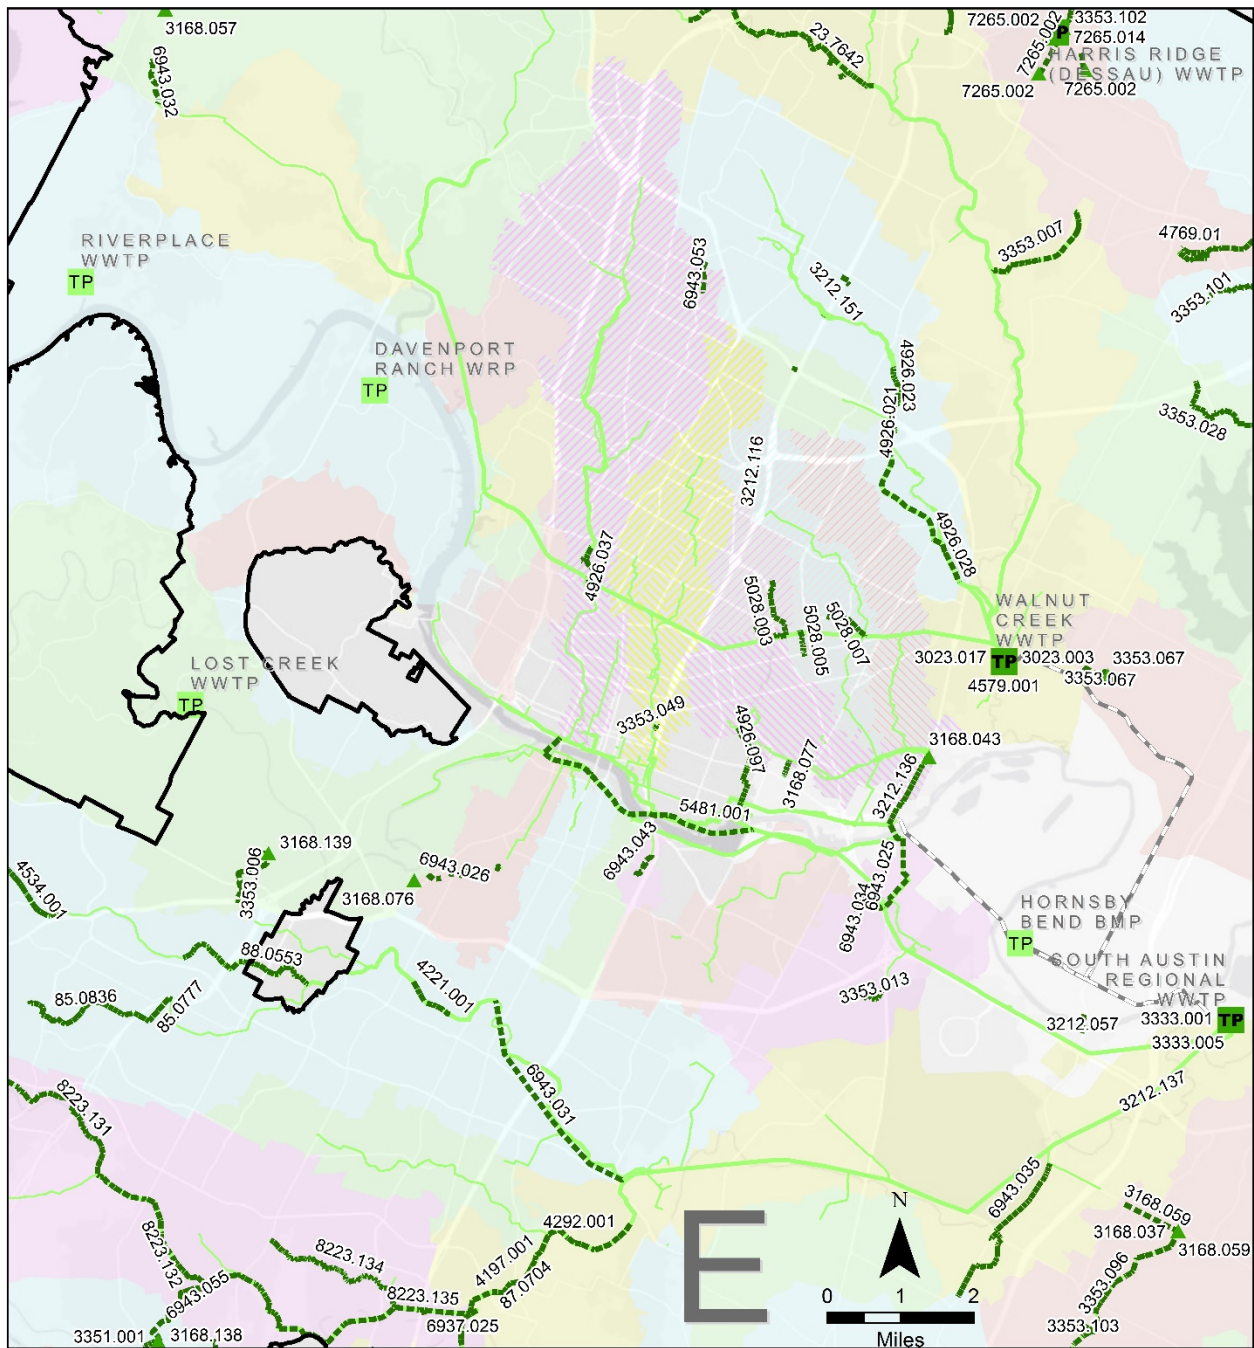 3168.057
6943.032
23.7642
7265.002
3353.102
P
7265.014
7265.002
HARRIS RIDGE
(DESSAU) WWTP
7265.002
7265.002
RIVERPLACE
WWTP
TP
6943.053
3212.151
3353.007
4769.01
3353.101
DAVENPORT
RANCH WRP
TP
4926.023
4926.021
3353.028
3212.116
4926.028
4926.037
5028.003
5028.005
5028.007
WALNUT
CREEK
WWTP
3023.017
TP
3023.003
3353.067
3353.067
4579.001
LOST CREEK
WWTP
TP
3353.049
4926.097
3168.077
3168.043
3212.136
5481.001
6943.043
6943.025
6943.034
3168.139
3353.006
6943.026
3168.076
4534.001
88.0553
4221.001
85.0836
85.0777
HORNSBY
BEND BMP
TP
SOUTH AUSTIN
REGIONAL
WWTP
3353.013
3212.057
3333.001
TP
3333.005
3212.137
6943.031
8223.131
6943.035
3168.059
3168.037
3168.059
8223.132
8223.134
4292.001
4197.001
87.0704
6943.055
8223.135
6937.025
3353.096
3353.103
3351.001
3168.138
E
N
0 1 2
Miles